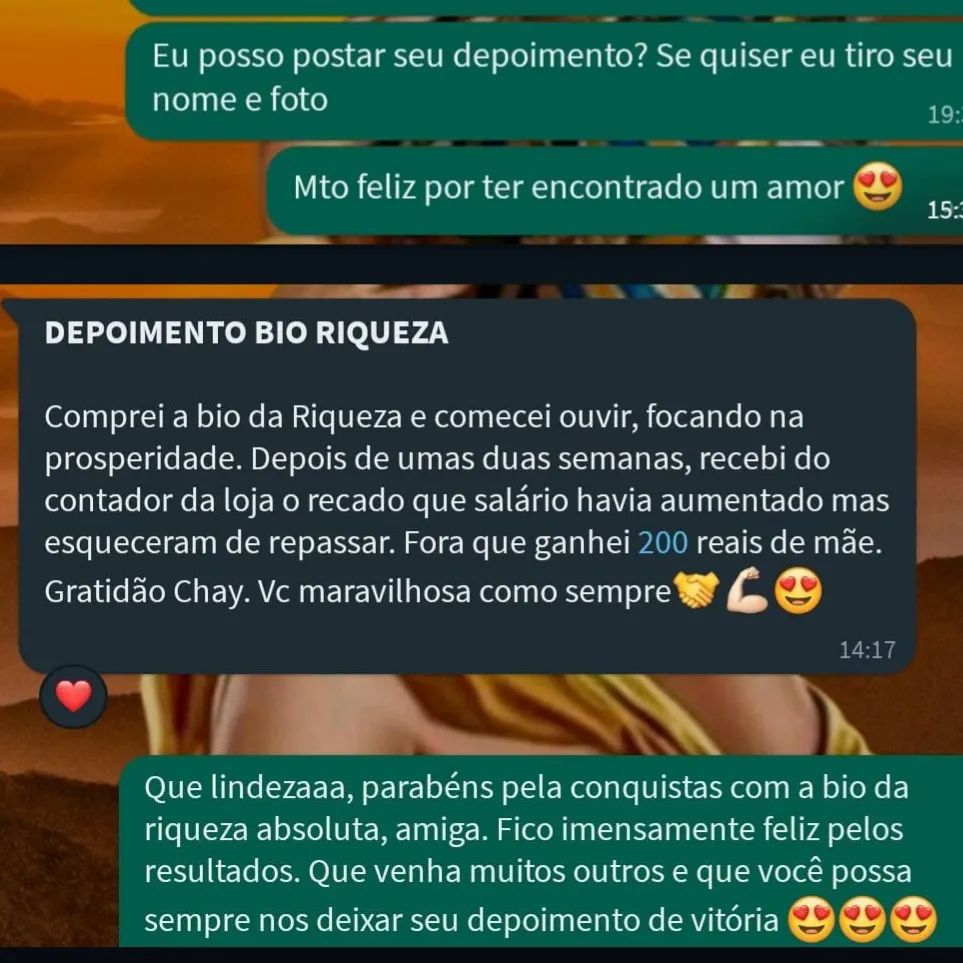 Eu posso postar seu depoimento? Se quiser eu tiro seu
nome e foto
19:
Mto feliz por ter encontrado um amor 😍
15:3
DEPOIMENTO BIO RIQUEZA
Comprei a bio da Riqueza e comecei ouvir, focando na
prosperidade. Depois de umas duas semanas, recebi do
contador da loja o recado que salário havia aumentado mas
esqueceram de repassar. Fora que ganhei 200 reais de mãe.
Gratidão Chay. Vc maravilhosa como sempre🤝💪🏻😍
14:17
Que lindezaaa, parabéns pela conquistas com a bio da
riqueza absoluta, amiga. Fico imensamente feliz pelos
resultados. Que venha muitos outros e que você possa
sempre nos deixar seu depoimento de vitória 😍😍😍